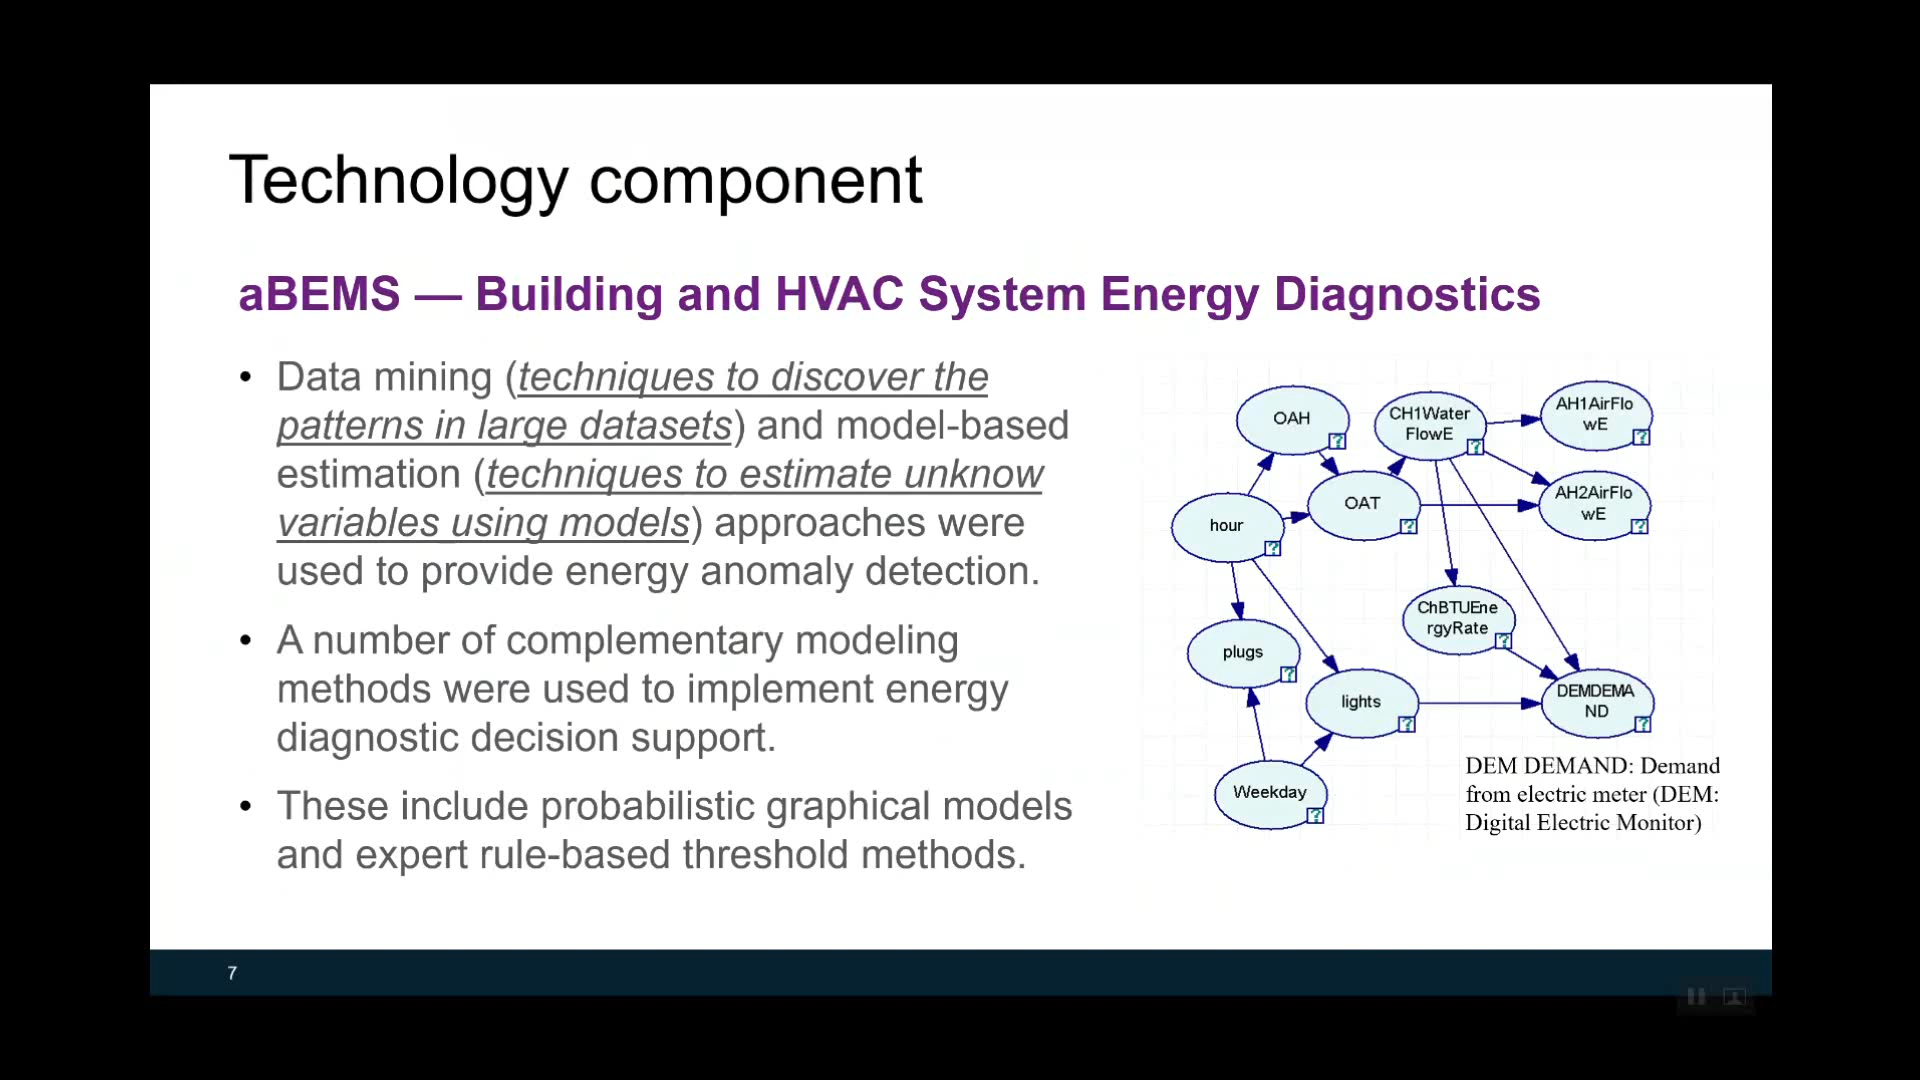 Technology component
aBEMS — Building and HVAC System Energy Diagnostics
• Data mining (techniques to discover the
patterns in large datasets) and model-based
estimation (techniques to estimate unknow
variables using models) approaches were
used to provide energy anomaly detection.
• A number of complementary modeling
methods were used to implement energy
diagnostic decision support.
• These include probabilistic graphical models
and expert rule-based threshold methods.
OAH
?
CH1Water
FlowE
?
AH1AirFlo
wE
?
hour
?
OAT
?
AH2AirFlo
wE
?
plugs
?
ChBTUEne
rgyRate
?
lights
?
DEMDEMA
ND
?
Weekday
?
DEM DEMAND: Demand
from electric meter (DEM:
Digital Electric Monitor)
7